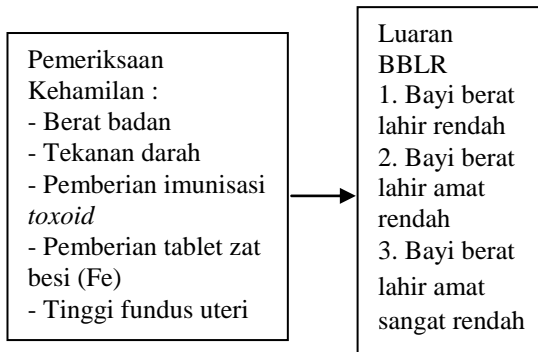 Pemeriksaan
Kehamilan :
- Berat badan
- Tekanan darah
- Pemberian imunisasi
toxoid
- Pemberian tablet zat
besi (Fe)
- Tinggi fundus uteri
Luaran
BBLR
1. Bayi berat
lahir rendah
2. Bayi berat
lahir amat
rendah
3. Bayi berat
lahir amat
sangat rendah